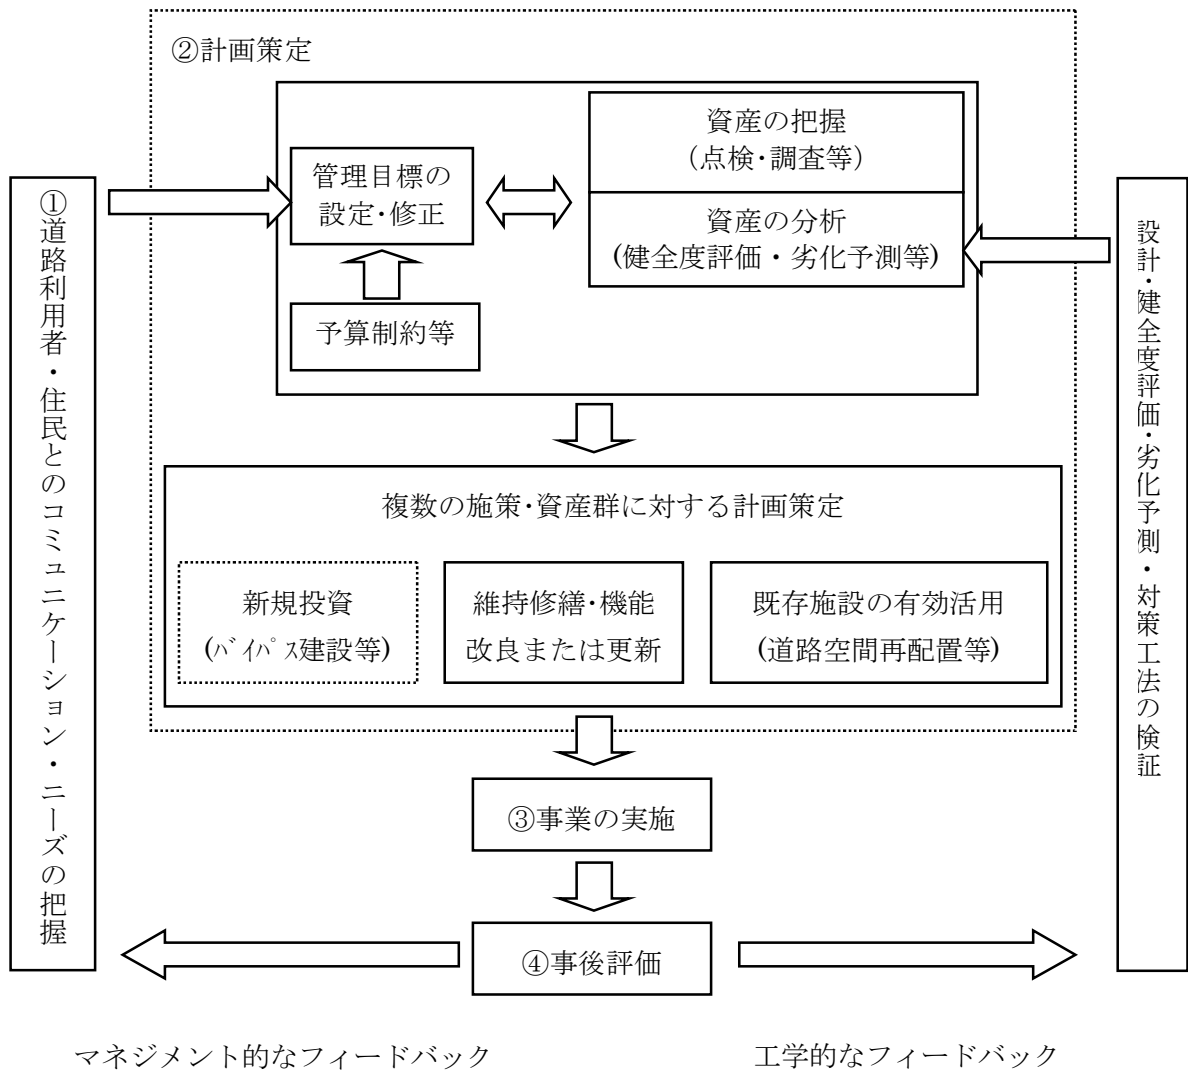 ②計画策定
資産の把握
(点検・調査等)
管理目標の
設定・修正
資産の分析
(健全度評価・劣化予測等)
予算制約等
①道路利用者・住民とのコミュニケーション・ニーズの把握
設計・健全度評価・劣化予測・対策工法の検証
複数の施策・資産群に対する計画策定
新規投資
(バイパス建設等)
維持修繕・機能
改良または更新
既存施設の有効活用
(道路空間再配置等)
③事業の実施
④事後評価
マネジメント的なフィードバック
工学的なフィードバック